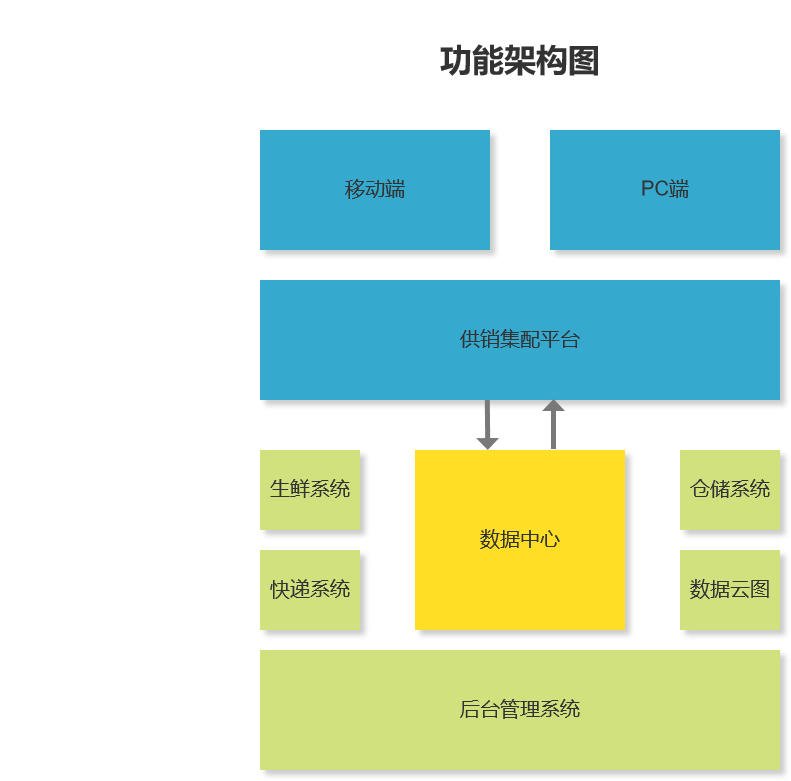 功能架构图
移动端
PC端
供销集配平台
生鲜系统
数据中心
仓储系统
快递系统
数据云图
后台管理系统